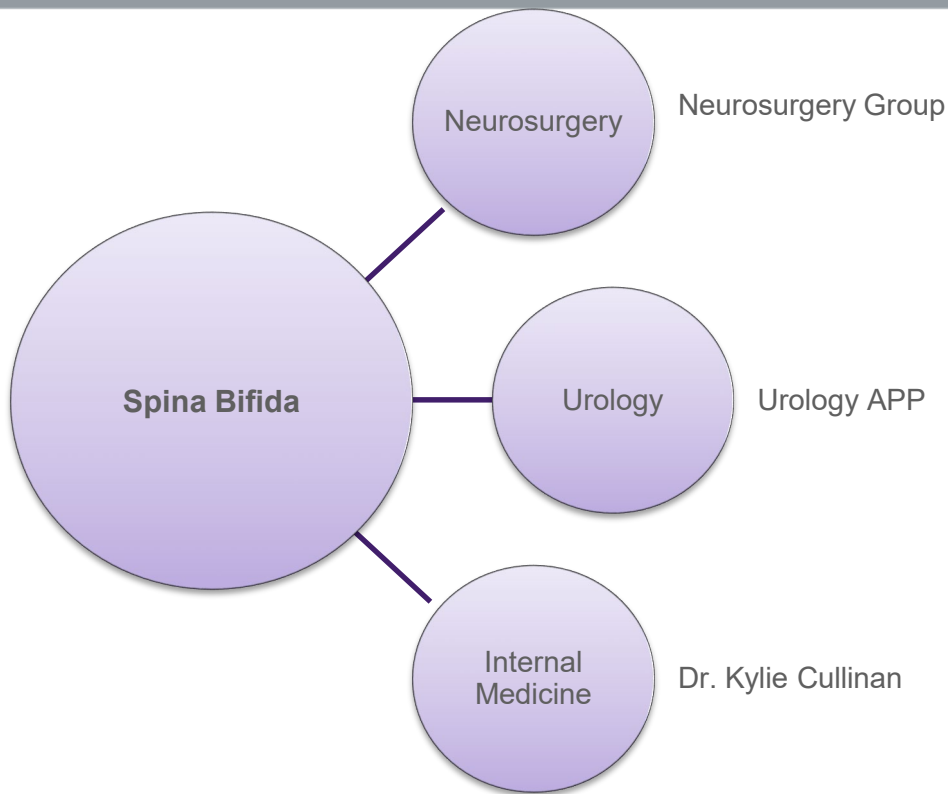 Neurosurgery
Neurosurgery Group
Spina Bifida
Urology
Urology APP
Internal
Medicine
Dr. Kylie Cullinan